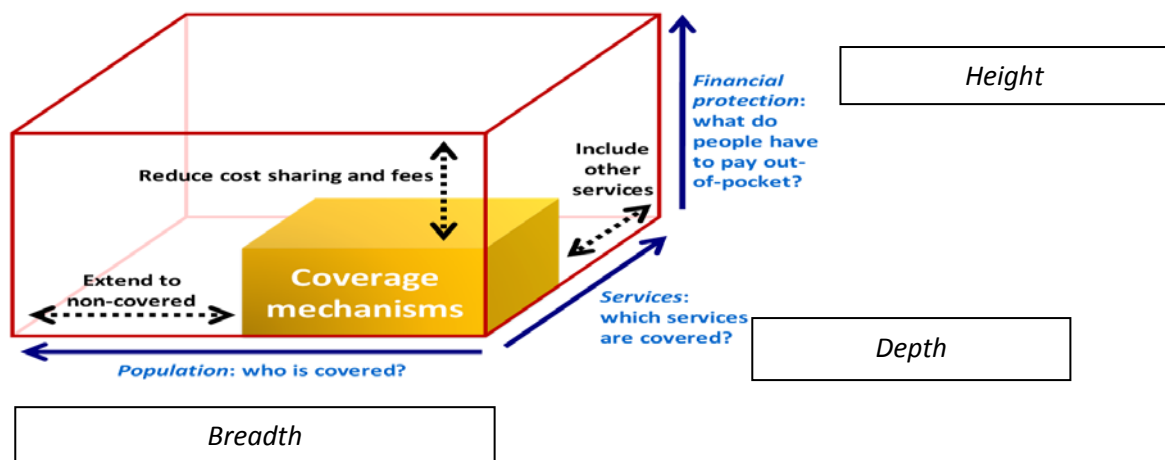 Financial
protection:
what do
people have
to pay out-
of-pocket?
Height
Reduce cost sharing and fees
Include
other
services
Coverage
mechanisms
Extend to
non-covered
Services:
which services
are covered?
Depth
Population: who is covered?
Breadth